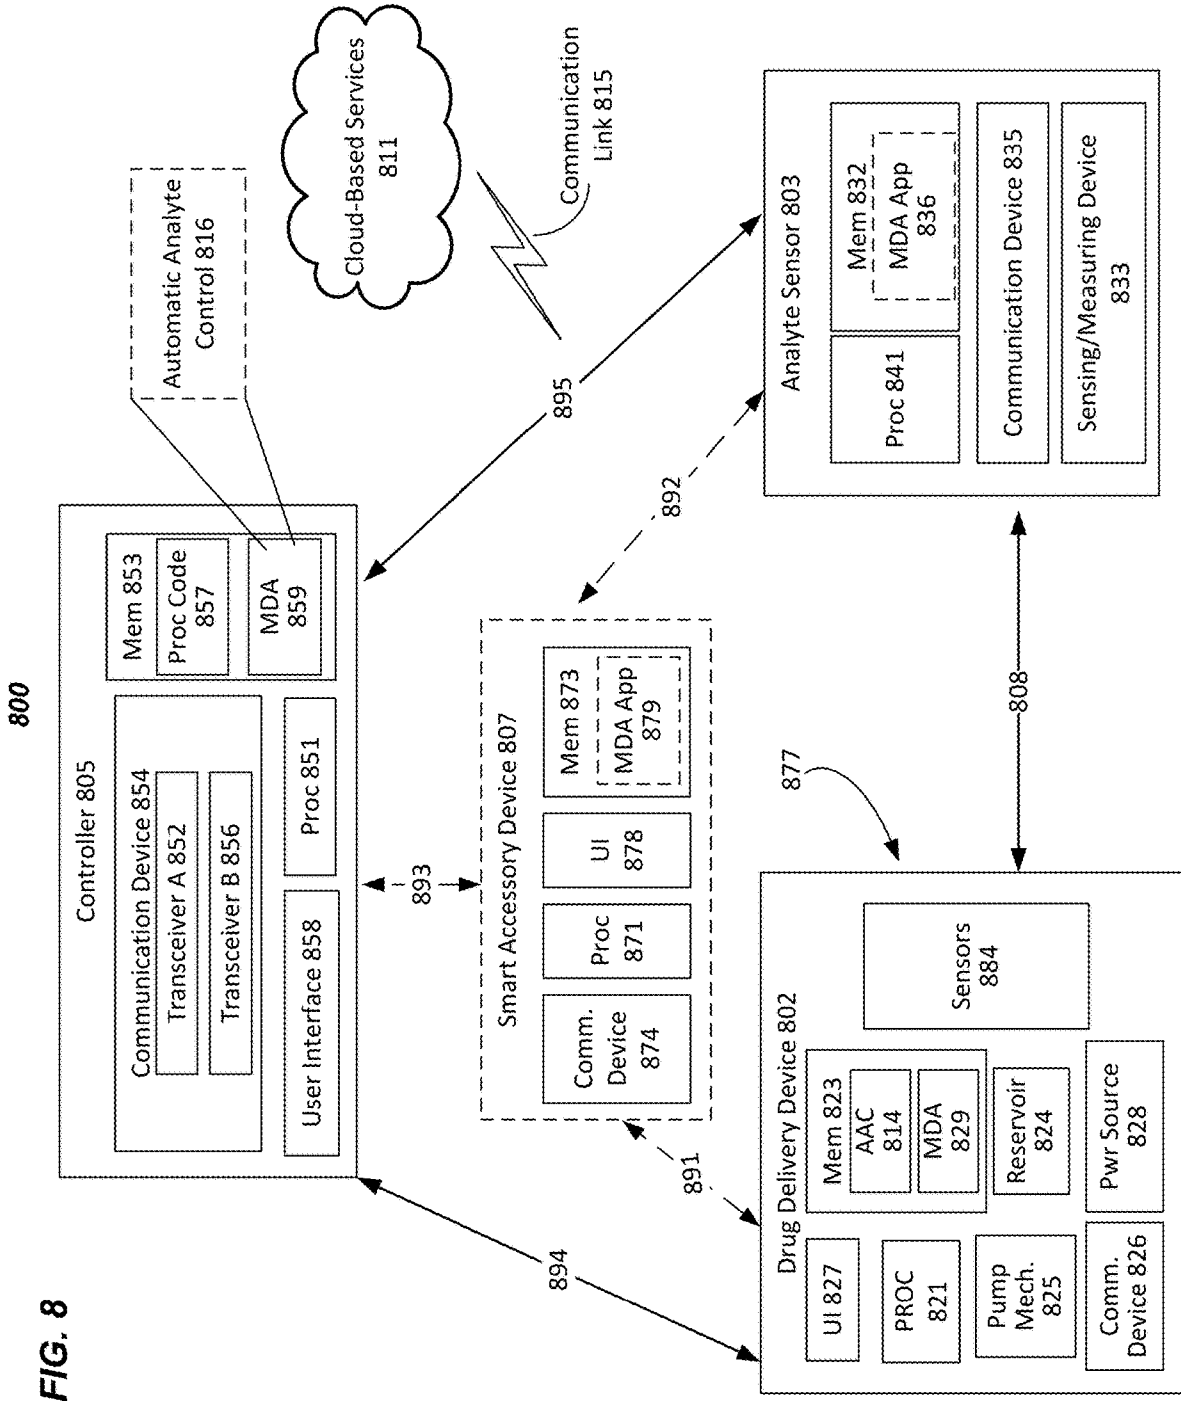 FIG. 8
800
Controller 805
Communication Device 854
Transceiver A 852
Transceiver B 856
User Interface 858
Proc 851
Mem 853
Proc Code
857
MDA
859
Automatic Analyte
Control 816
Cloud-Based Services
811
Communication
Link 815
894
893
895
Smart Accessory Device 807
Comm.
Device
874
Proc
871
UI
878
Mem 873
MDA App
879
891
892
Drug Delivery Device 802
UI 827
PROC
821
Pump
Mech.
825
Comm.
Device 826
Mem 823
AAC
814
MDA
829
Reservoir
824
Pwr Source
828
Sensors
884
877
808
Analyte Sensor 803
Proc 841
Mem 832
MDA App
836
Communication Device 835
Sensing/Measuring Device
833